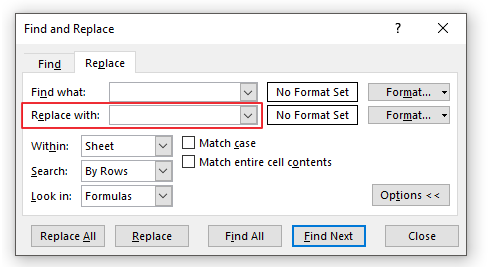 Find and Replace ? ×
Find Replace
Find what: No Format Set Format...
Replace with: No Format Set Format...
Within: Sheet Match case
Match entire cell contents
Search: By Rows
Look in: Formulas Options <<
Replace All Replace Find All Find Next Close